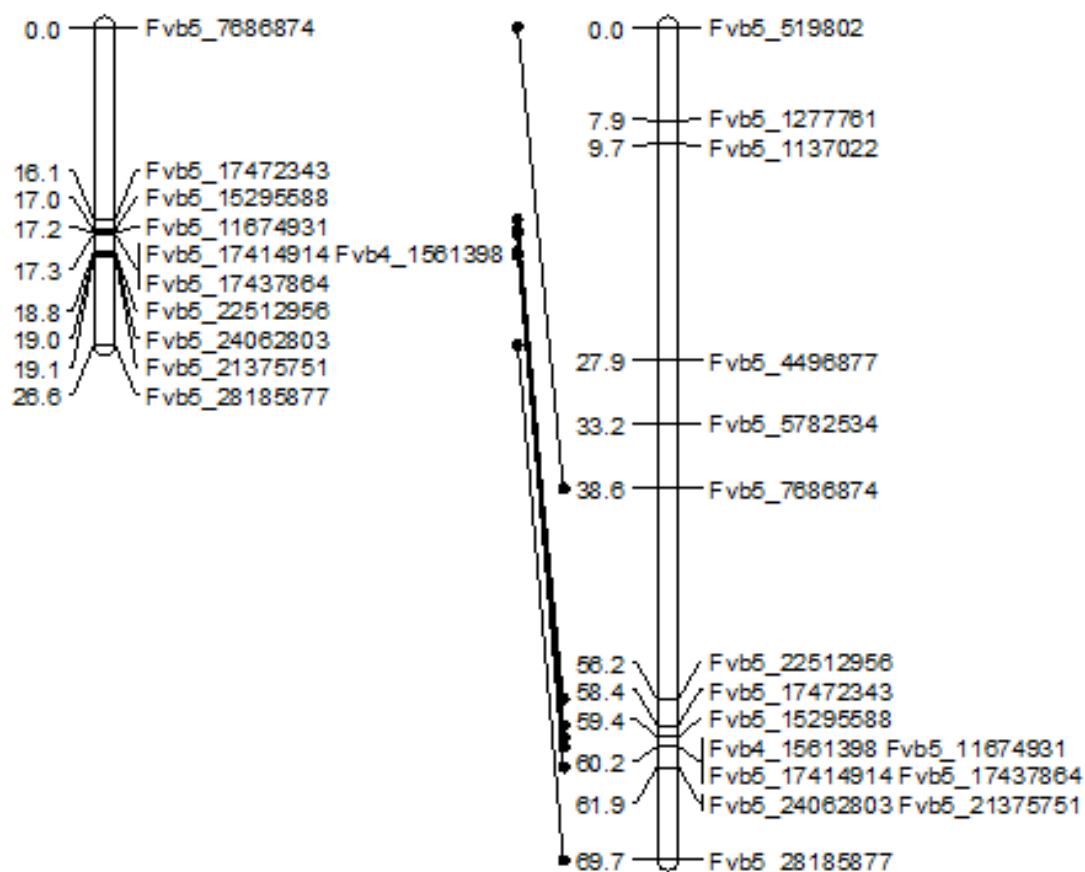 0.0 Fvb5_7686874
16.1 Fvb5_17472343
17.0 Fvb5_15295588
17.2 Fvb5_11674931
17.3 Fvb5_17414914 Fvb4_1561398
Fvb5_17437864
18.8 Fvb5_22512956
19.0 Fvb5_24062803
19.1 Fvb5_21375751
26.6 Fvb5_28185877
0.0 Fvb5_519802
7.9 Fvb5_1277761
9.7 Fvb5_1137022
27.9 Fvb5_4496877
33.2 Fvb5_5782534
38.6 Fvb5_7686874
56.2 Fvb5_22512956
58.4 Fvb5_17472343
59.4 Fvb5_15295588
60.2 Fvb4_1561398 Fvb5_11674931
Fvb5_17414914 Fvb5_17437864
61.9 Fvb5_24062803 Fvb5_21375751
69.7 Fvb5_28185877